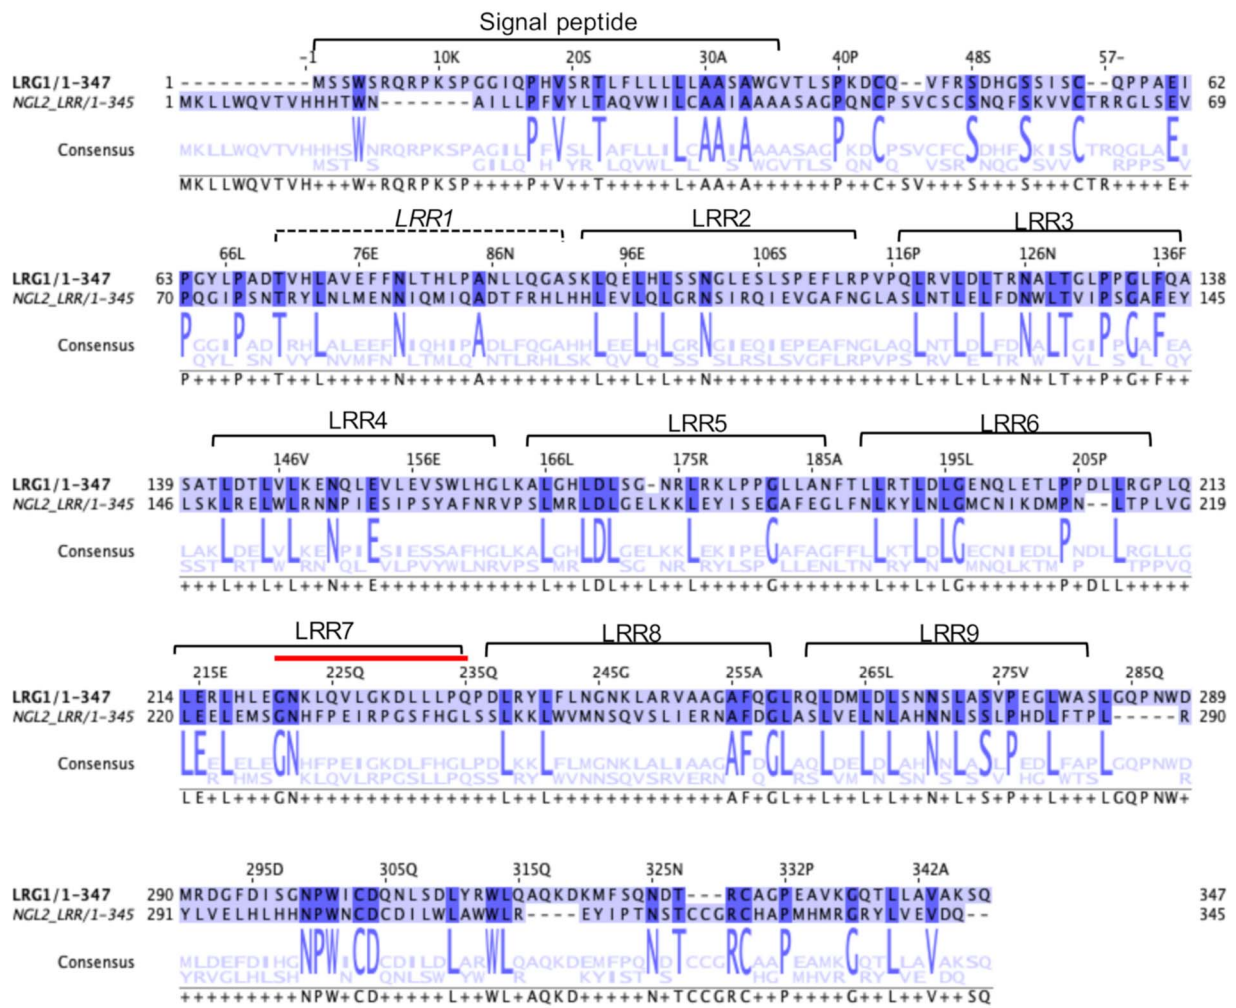 Signal peptide
-1 10K 20S 30A 40P 48S 57-
LRG1/1-347 1 ----------MSSWSRQRPKSPGGIQPHVSRTLFLLLLLAASAWGVTLSPKDCQ--VFRSDHGSSISC--QPPAEI 62
NGL2_LRR/1-345 1 MKLLWQVTVHHHTWN-------AILLPFVYLTAQVWILCAAIAAAASAGPQNCPSVCSCSNQFSKVVCTRRGLSEV 69
Consensus
MKLLWQVTVH+++W+RQRPKSP++++P+V++T+++++L+AA+A++++++P++C+SV+++S+++S+++CTR++++E+
LRR1 LRR2 LRR3
66L 76E 86N 96E 106S 116P 126N 136F
LRG1/1-347 63 PGYLPADTVHLAVEFFNLTHLPANLLQGASKLQELHLSSNGLESLSPEFLRPVPQLRVLDLTRNALTGLPPGLFQA 138
NGL2_LRR/1-345 70 PQGIPSNTRYLNLMENNIQMIQADTFRHLHHLEVLQLGRNSIRQIEVGAFNGLASLNTLELFDNWLTVIPSGAFEY 145
Consensus
P+++P++T++L+++++N+++++A++++++++L++L+L++N+++++++++++++++L++L+L++N+LT++P+G+F++
LRR4 LRR5 LRR6
146V 156E 166L 175R 185A 195L 205P
LRG1/1-347 139 SATLDTLVLKENQLEVLEVSWLHGLKALGHLDLSG-NRLRKLPPGLLANFTLLRTLDLGENQLETLPPDLLRGPLQ 213
NGL2_LRR/1-345 146 LSKLRELWLRNNPIESIPSYAFNRVPSLMRLDLGELKKLEYISEGAFEGLFNLKYLNLGMCNIKDMPN--LTPLVG 219
Consensus
+++L++L+L++N++E++++++++++++L++LDL++L++L+++++G+++++++L++L+LG+++++++P+DLL+++++
LRR7 LRR8 LRR9
215E 225Q 235Q 245G 255A 265L 275V 285Q
LRG1/1-347 214 LERLHLEGNKLQVLGKDLLLPQPDLRYLFLNGNKLARVAAGAFQGLRQLDMLDLSNNSLASVPEGLWASLGQPNWD 289
NGL2_LRR/1-345 220 LEELEMSGNHFPEIRPGSFHGLSSLKKLWVMNSQVSLIERNAFDGLASLVELNLAHNNLSSLPHDLFTPL-----R 290
Consensus
LE+L+++GN++++++++++++++L++L+++++++++++++AF+GL++L++L+L++N+L+S+P++L+++LGQPNW+
295D 305Q 315Q 325N 332P 342A
LRG1/1-347 290 MRDGFDISGNPWICDQNLSDLYRWLQAQKDKMFSQNDT---RCAGPEAVKGQTLLAVAKSQ 347
NGL2_LRR/1-345 291 YLVELHLHHNPWNCDCDILWLAWWLR----EYIPTNSTCCGRCHAPMHMRGRYLVEVDQ-- 345
Consensus
+++++++++NPW+CD+++++L++WL+AQKD+++++N+TCCGRC++P++++G++L++V++SQ